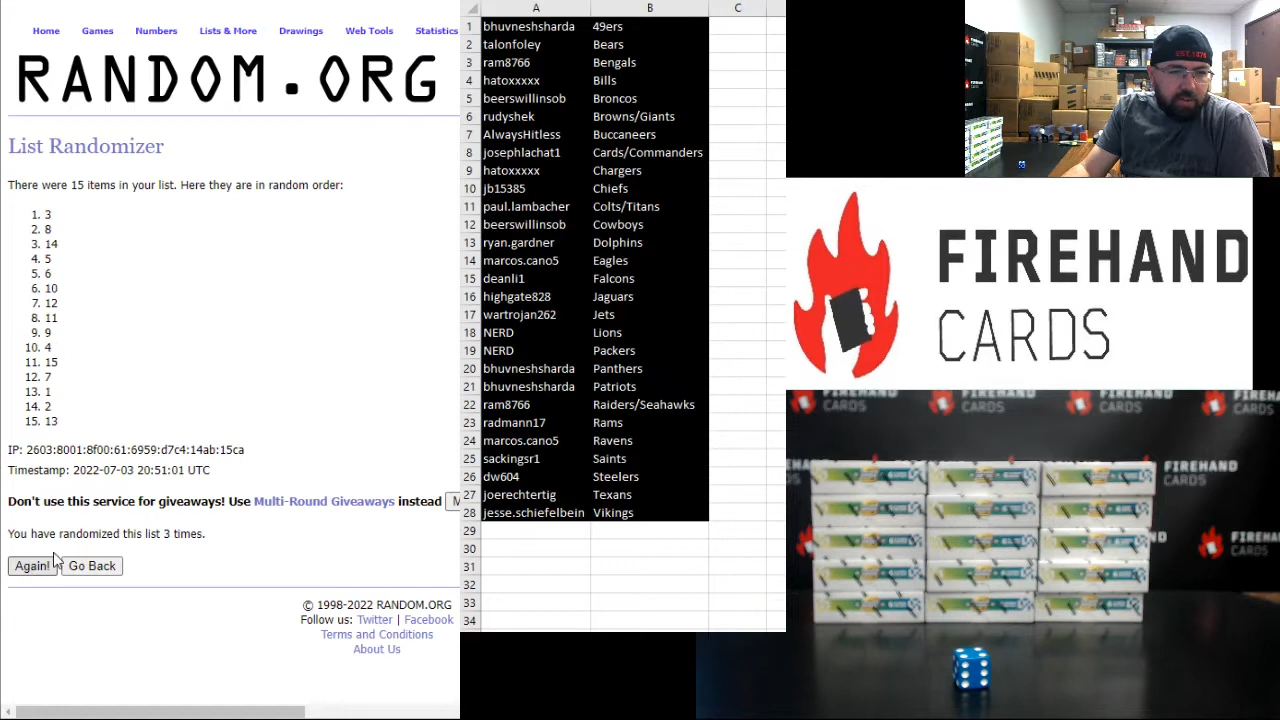 Home Games Numbers Lists & More Drawings Web Tools Statistics
RANDOM.ORG
List Randomizer
There were 15 items in your list. Here they are in random order:
1. 3
2. 8
3. 14
4. 5
5. 6
6. 10
7. 12
8. 11
9. 9
10. 4
11. 15
12. 7
13. 1
14. 2
15. 13
IP: 2603:8001:8f00:61:6959:d7c4:14ab:15ca
Timestamp: 2022-07-03 20:51:01 UTC
Don't use this service for giveaways! Use Multi-Round Giveaways instead
You have randomized this list 3 times.
Again! Go Back
© 1998-2022 RANDOM.ORG
Follow us: Twitter | Facebook
Terms and Conditions
About Us
A B C
1 bhuvneshsharda 49ers
2 talonfoley Bears
3 ram8766 Bengals
4 hatoxxxxx Bills
5 beerswillinsob Broncos
6 rudyshek Browns/Giants
7 AlwaysHitless Buccaneers
8 josephlachat1 Cards/Commanders
9 hatoxxxxx Chargers
10 jb15385 Chiefs
11 paul.lambacher Colts/Titans
12 beerswillinsob Cowboys
13 ryan.gardner Dolphins
14 marcos.cano5 Eagles
15 deanli1 Falcons
16 highgate828 Jaguars
17 wartrojan262 Jets
18 NERD Lions
19 NERD Packers
20 bhuvneshsharda Panthers
21 bhuvneshsharda Patriots
22 ram8766 Raiders/Seahawks
23 radmann17 Rams
24 marcos.cano5 Ravens
25 sackingsr1 Saints
26 dw604 Steelers
27 joerechtertig Texans
28 jesse.schiefelbein Vikings
29
30
31
32
33
34
FIREHAND
CARDS
FIREHAND
CARDS